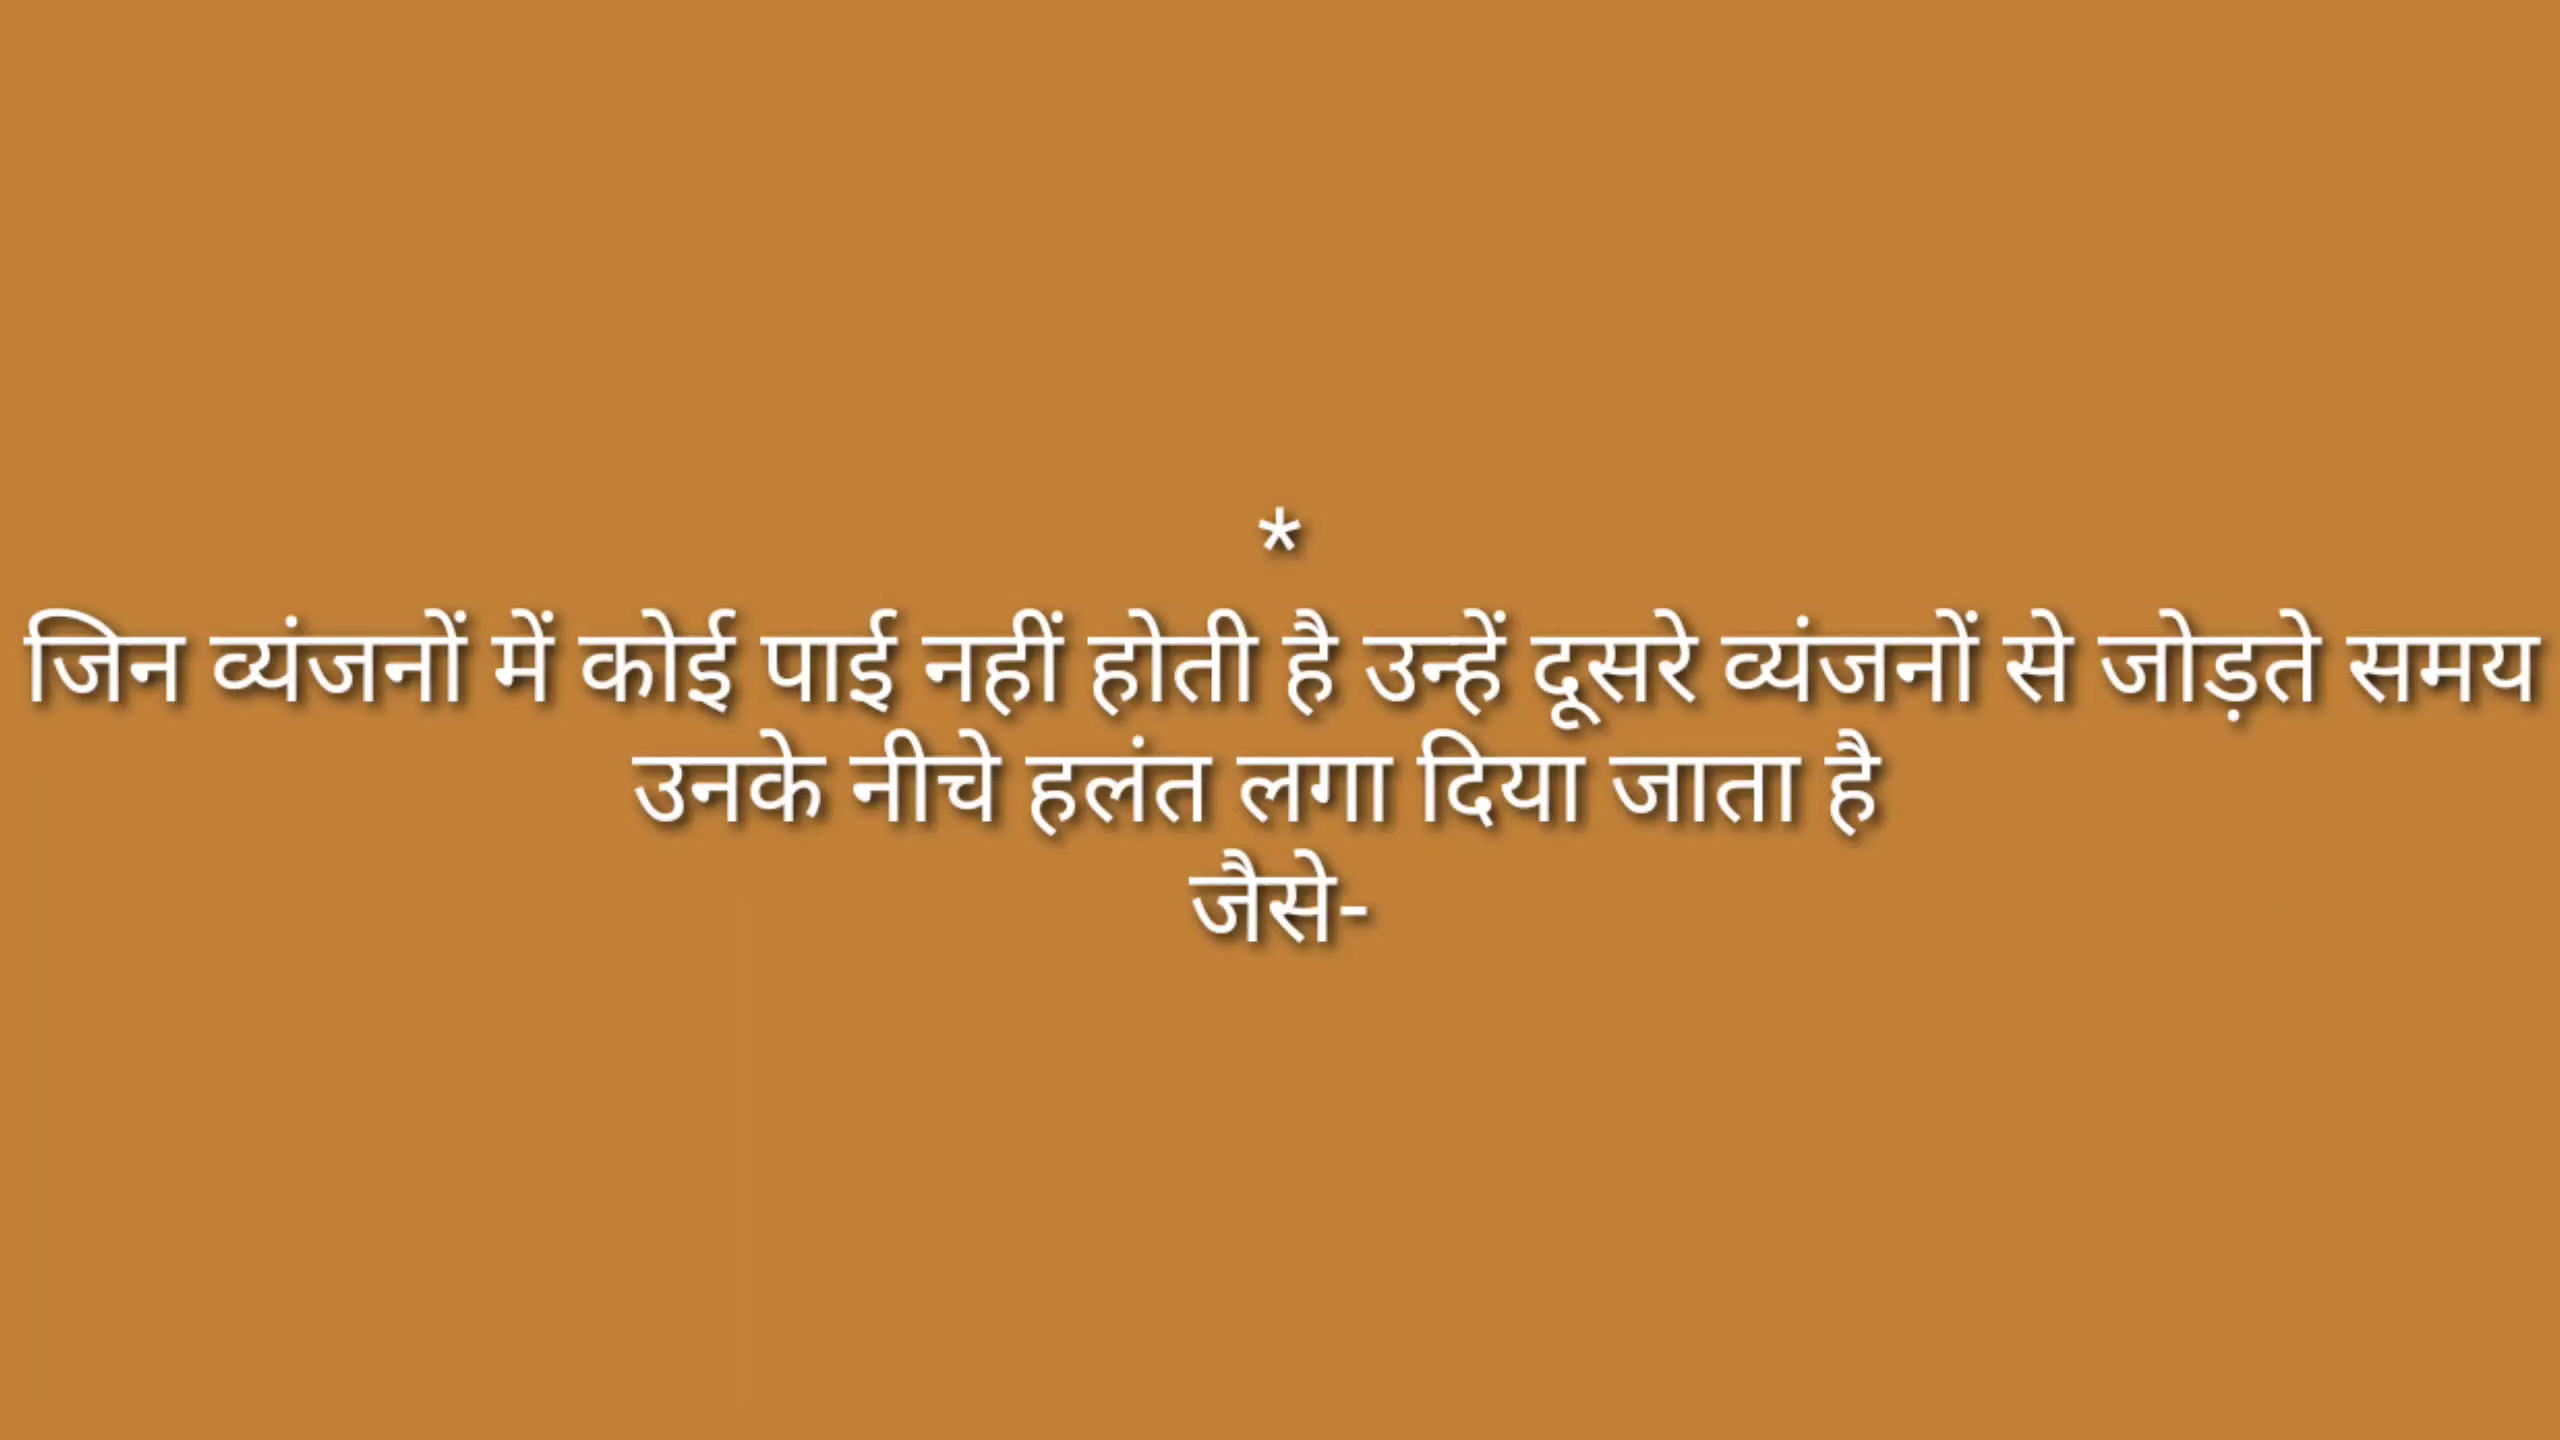 *
जिन व्यंजनों में कोई पाई नहीं होती है उन्हें दूसरे व्यंजनों से जोड़ते समय
उनके नीचे हलंत लगा दिया जाता है
जैसे-